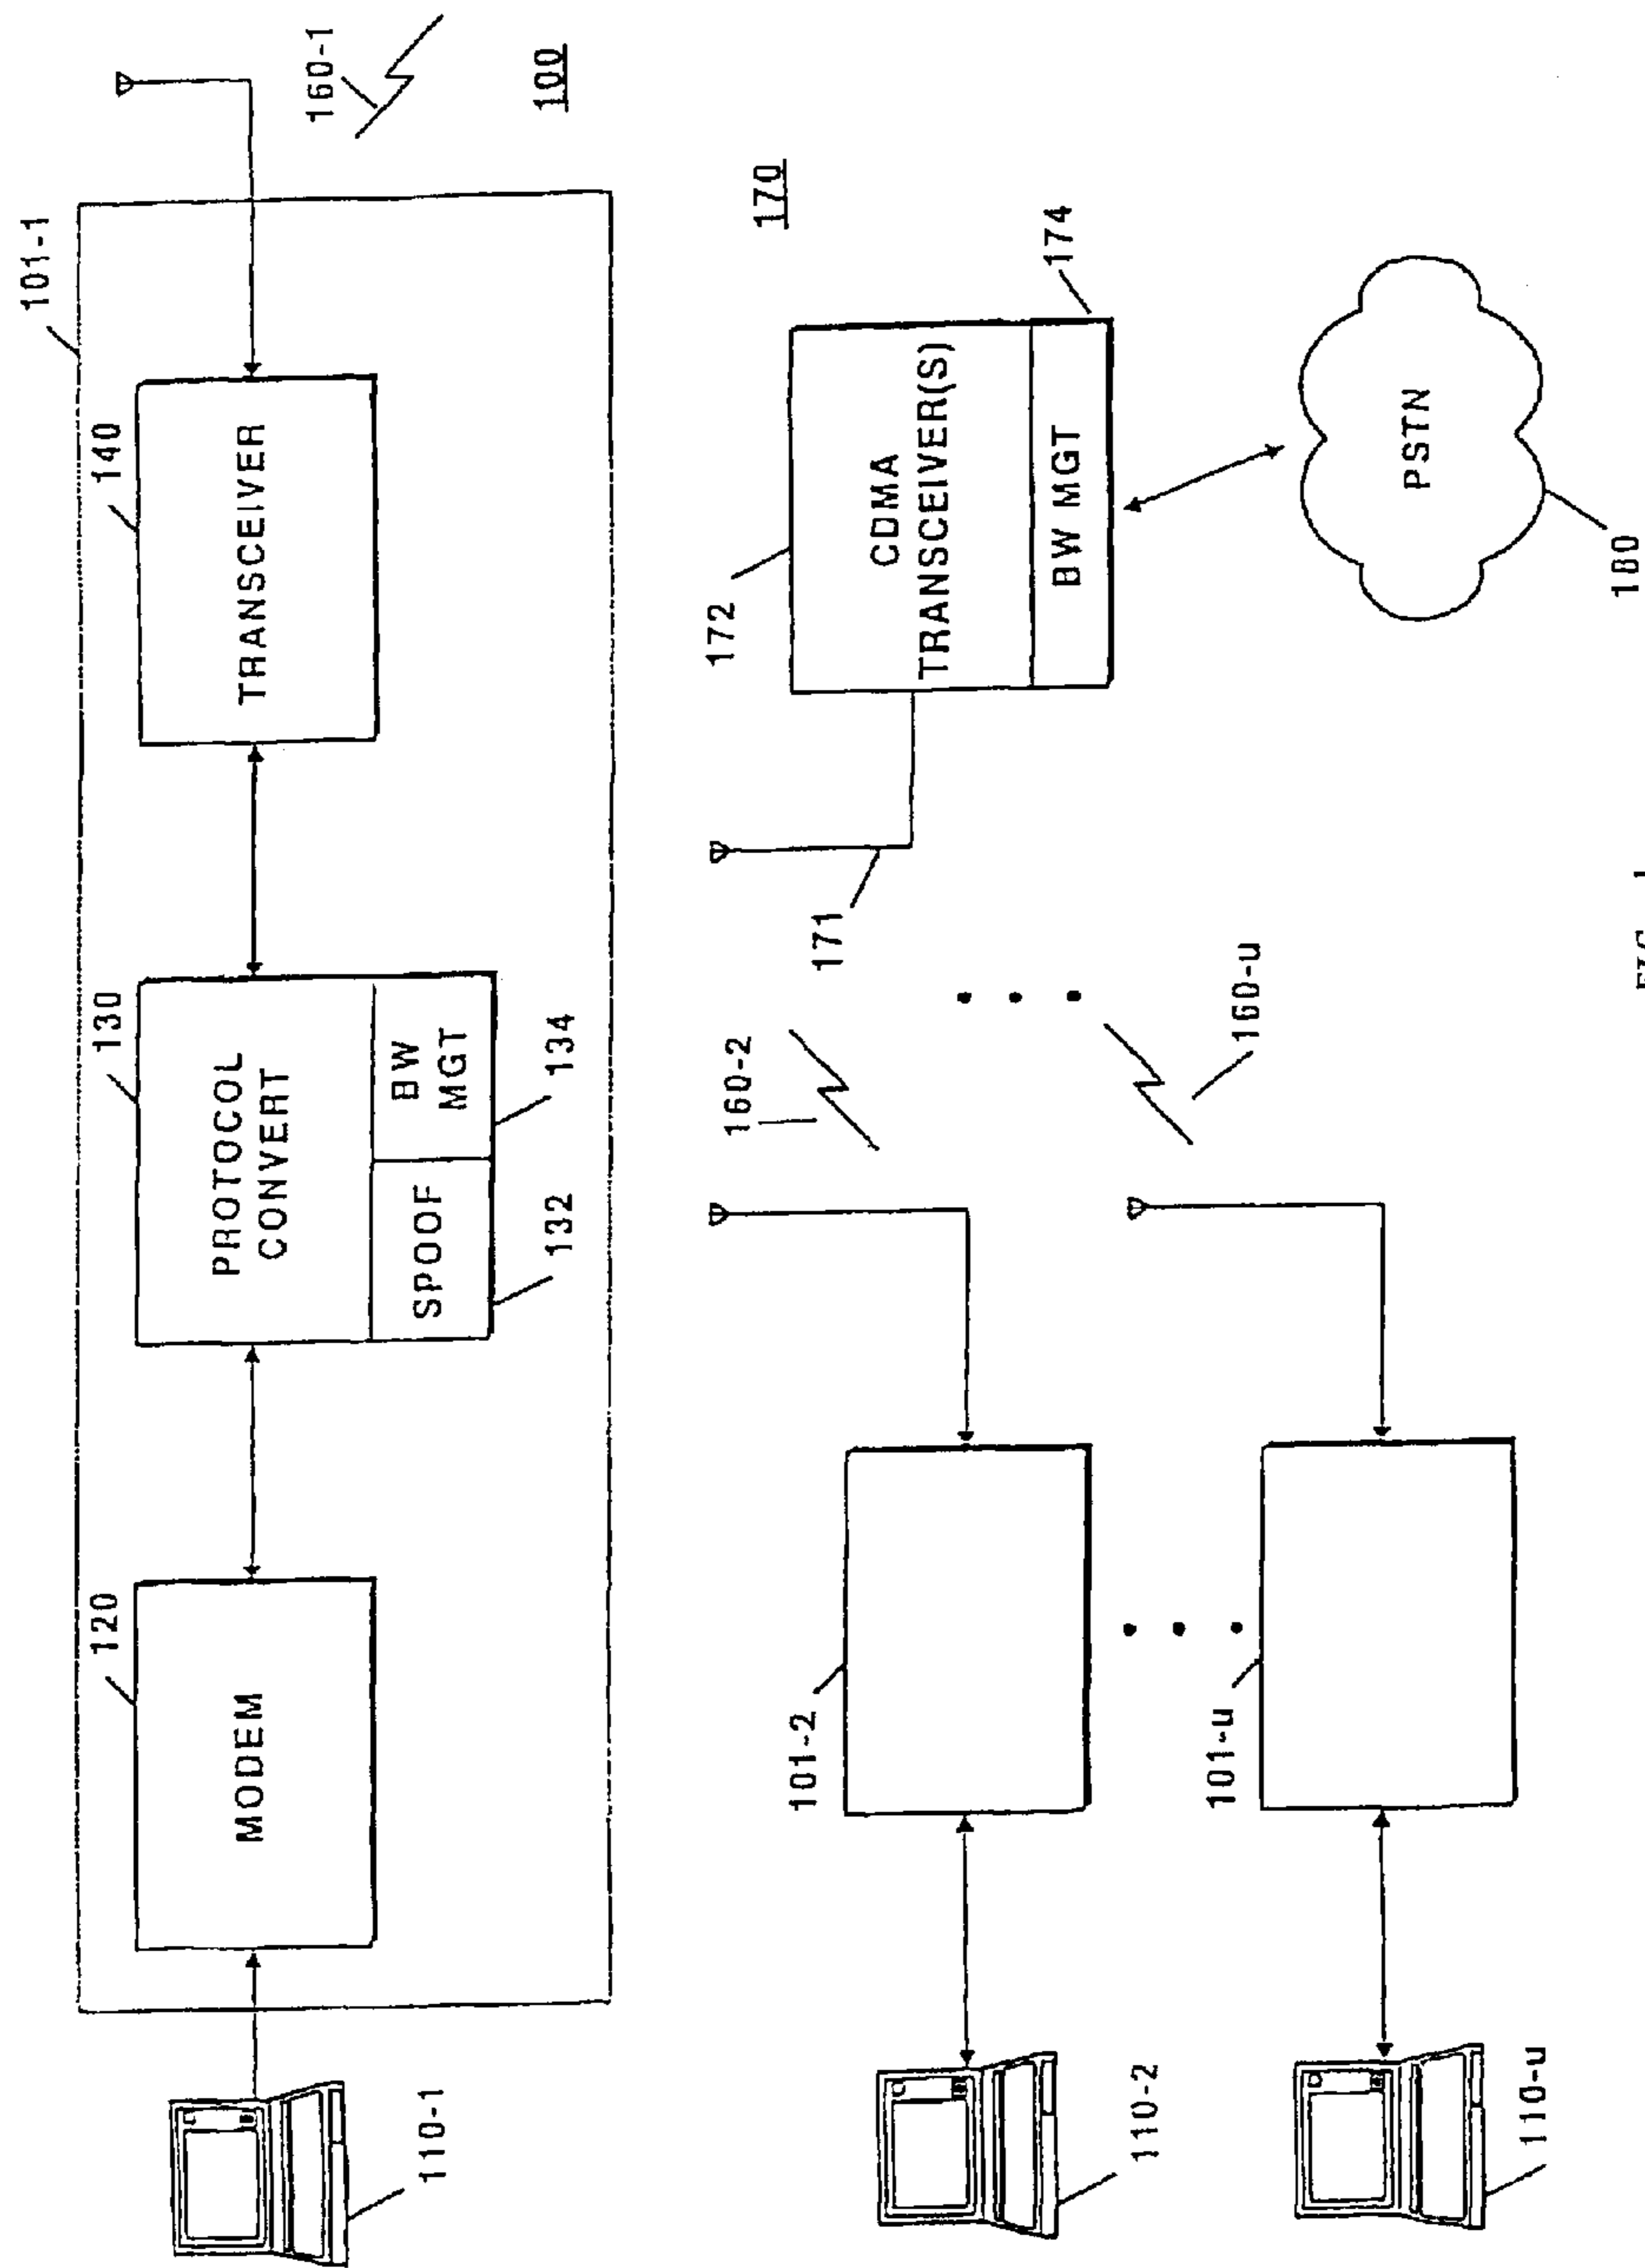 101-1
120
130
140
MODEM
PROTOCOL
CONVERT
SPOOF
BW
MGT
132
134
TRANSCEIVER
160-1
100
110-1
170
172
CDMA
TRANSCEIVER(S)
BW MGT
174
171
160-2
160-u
PSTN
180
101-2
110-2
101-u
110-u